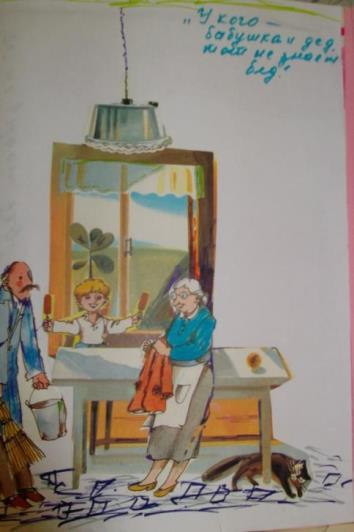 „У кого –
бабушка и дед,
тот не знает
бед!"